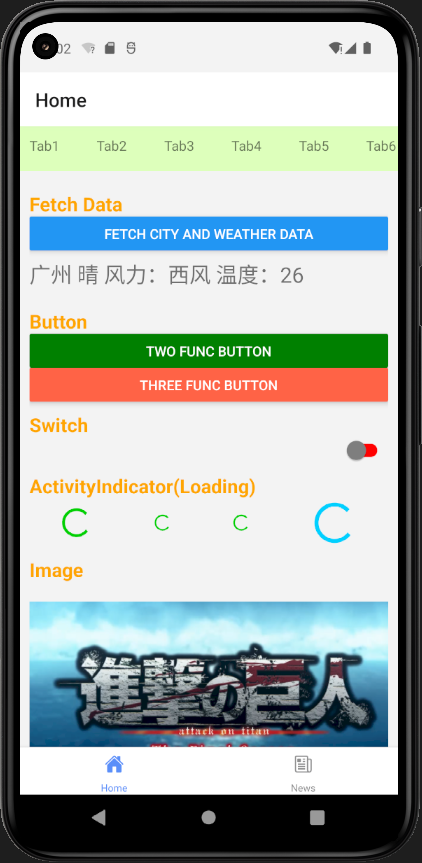 02
Home
Tab1 Tab2 Tab3 Tab4 Tab5 Tab6
Fetch Data
FETCH CITY AND WEATHER DATA
广州 晴 风力：西风 温度：26
Button
TWO FUNC BUTTON
THREE FUNC BUTTON
Switch
ActivityIndicator(Loading)
Image
進撃の巨人
attack on titan
Home News